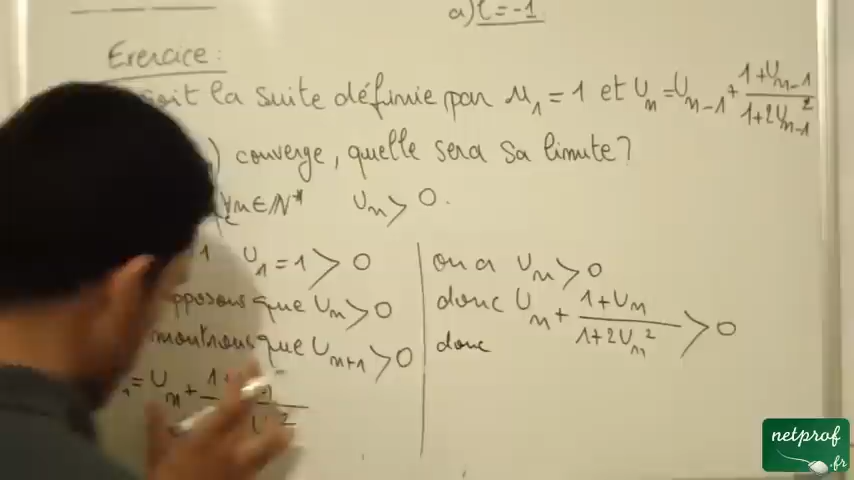 a) l = -1
Exercice :
soit la suite définie par u₁ = 1 et Uₙ = Uₙ₋₁ + (1+Uₙ₋₁)/(1+2Uₙ₋₁²)
) converge, quelle sera sa limite ?
∀n∈N* Uₙ > 0.
1 U₁ = 1 > 0
que Uₙ > 0
montrons que Uₙ₊₁ > 0
= Uₙ +
on a Uₙ > 0
donc Uₙ + (1+Uₙ)/(1+2Uₙ²) > 0
donc
netprof
.fr